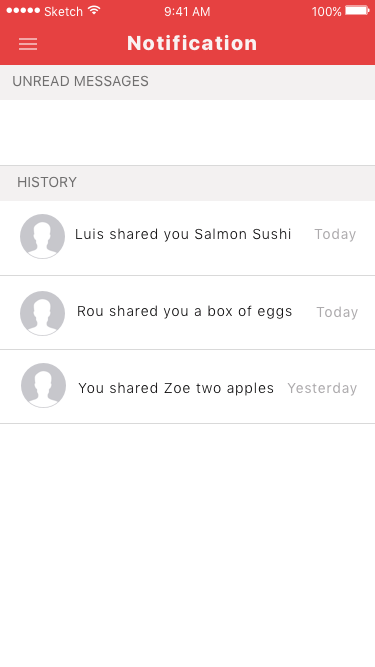 Sketch 9:41 AM 100%
Notification
UNREAD MESSAGES
HISTORY
Luis shared you Salmon Sushi Today
Rou shared you a box of eggs Today
You shared Zoe two apples Yesterday